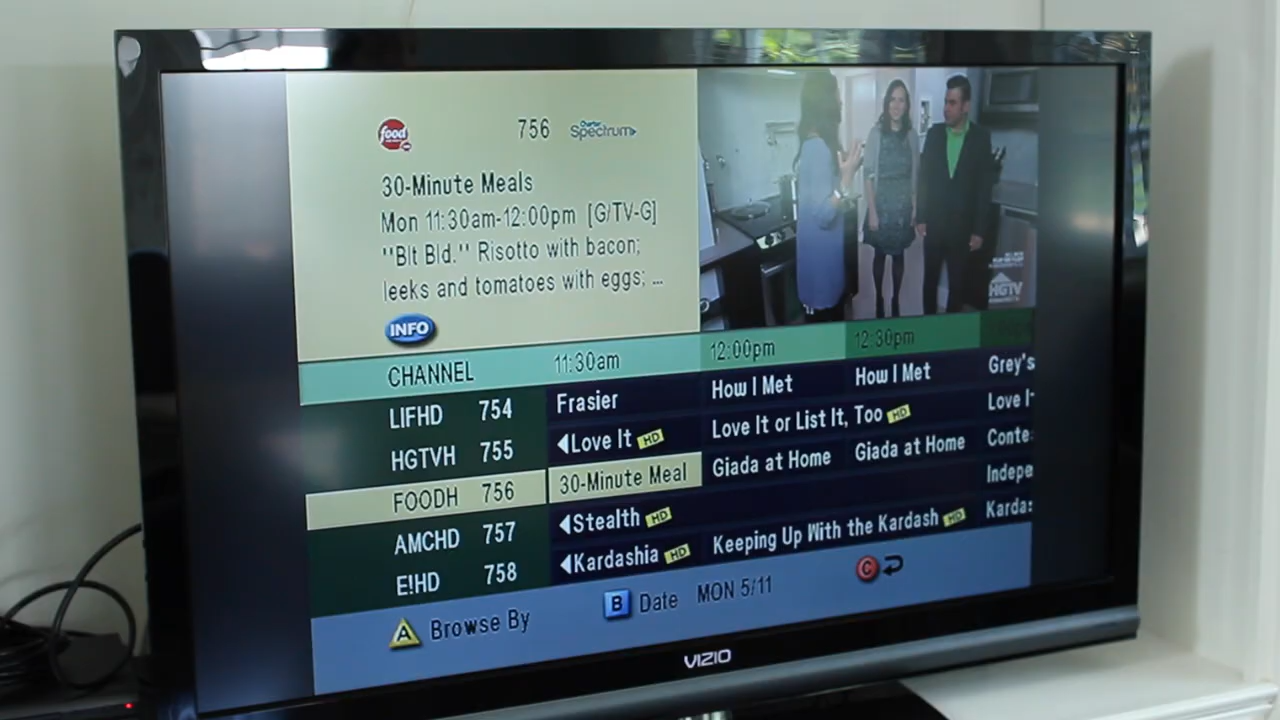 food
756
Charter
Spectrum
30-Minute Meals
Mon 11:30am-12:00pm [G/TV-G]
"Blt Bld." Risotto with bacon;
leeks and tomatoes with eggs; ...
INFO
HGTV
CHANNEL 11:30am 12:00pm 12:30pm
LIFHD 754 Frasier How I Met How I Met Grey's
HGTVH 755 Love It HD Love It or List It, Too HD Love I
FOODH 756 30-Minute Meal Giada at Home Giada at Home Conte
AMCHD 757 Stealth HD Indepe
E!HD 758 Kardashia HD Keeping Up With the Kardash HD Karda
A Browse By B Date MON 5/11 C
VIZIO